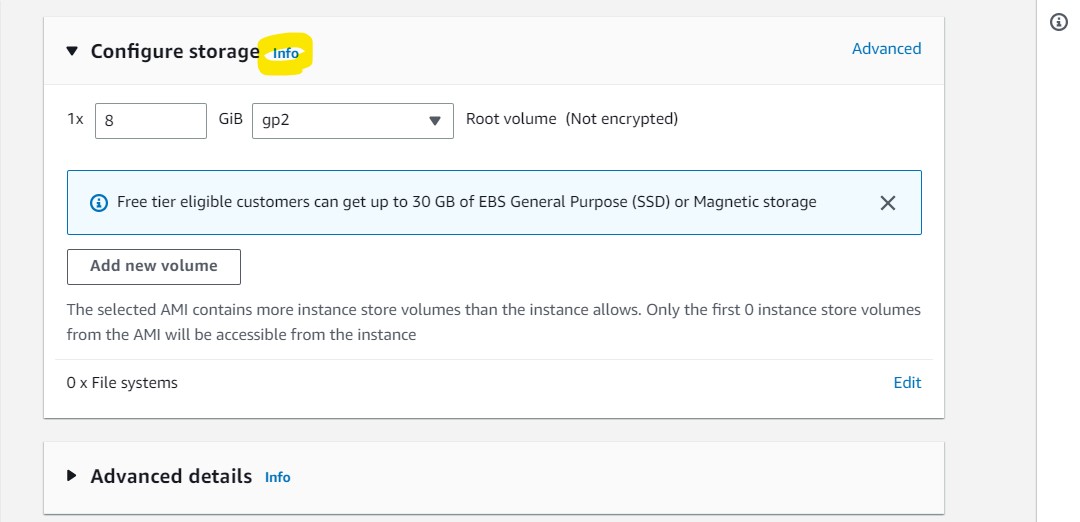 Configure storage Info Advanced
1x 8 GiB gp2 Root volume (Not encrypted)
Free tier eligible customers can get up to 30 GB of EBS General Purpose (SSD) or Magnetic storage
Add new volume
The selected AMI contains more instance store volumes than the instance allows. Only the first 0 instance store volumes
from the AMI will be accessible from the instance
0 x File systems Edit
Advanced details Info